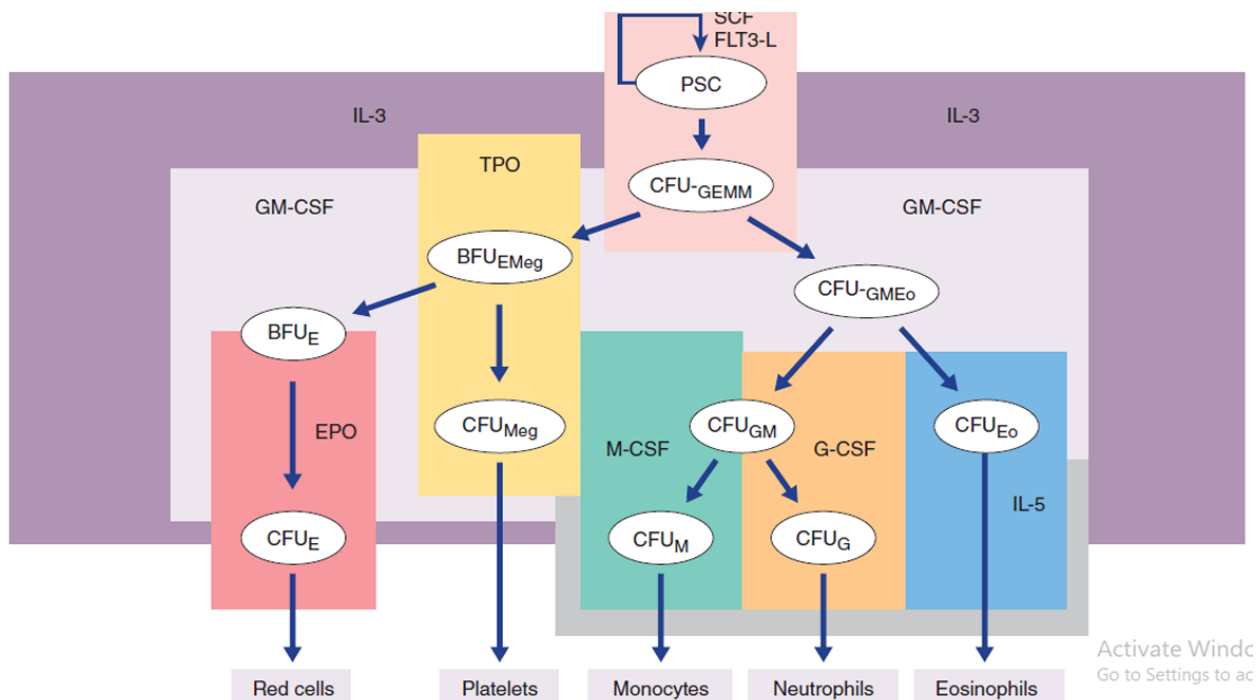 SCF
FLT3-L
PSC
IL-3
IL-3
TPO
CFU-GEMM
GM-CSF
GM-CSF
BFUEMeg
CFU-GMEo
BFUE
EPO
CFUMeg
CFUGM
CFUEo
M-CSF
G-CSF
IL-5
CFUE
CFUM
CFUG
Red cells
Platelets
Monocytes
Neutrophils
Eosinophils
Activate Windo
Go to Settings to ac